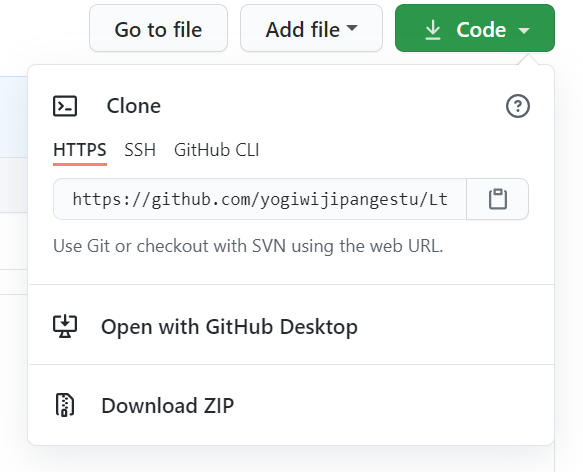 Go to file Add file Code
Clone
HTTPS SSH GitHub CLI
https://github.com/yogiwijipangestu/Lt
Use Git or checkout with SVN using the web URL.
Open with GitHub Desktop
Download ZIP